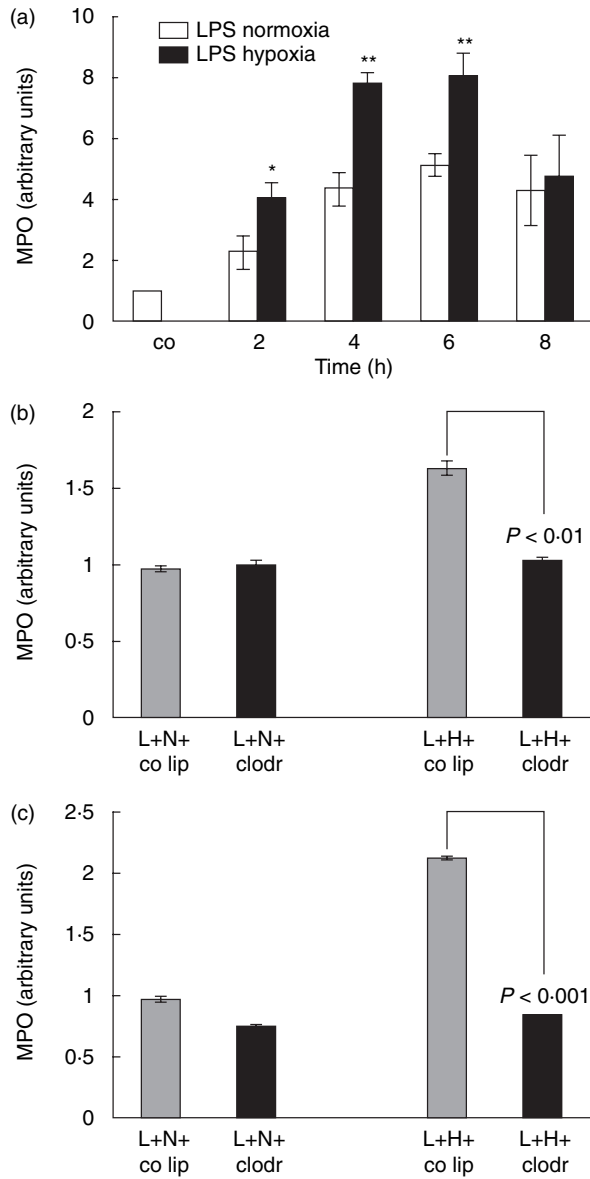 (a)
10
8
6
4
2
0
MPO (arbitrary units)
LPS normoxia
LPS hypoxia
*
**
**
co 2 4 6 8
Time (h)
(b)
2
1·5
1
0·5
0
MPO (arbitrary units)
P < 0·01
L+N+ L+N+ L+H+ L+H+
co lip clodr co lip clodr
(c)
2·5
2
1·5
1
0·5
0
MPO (arbitrary units)
P < 0·001
L+N+ L+N+ L+H+ L+H+
co lip clodr co lip clodr